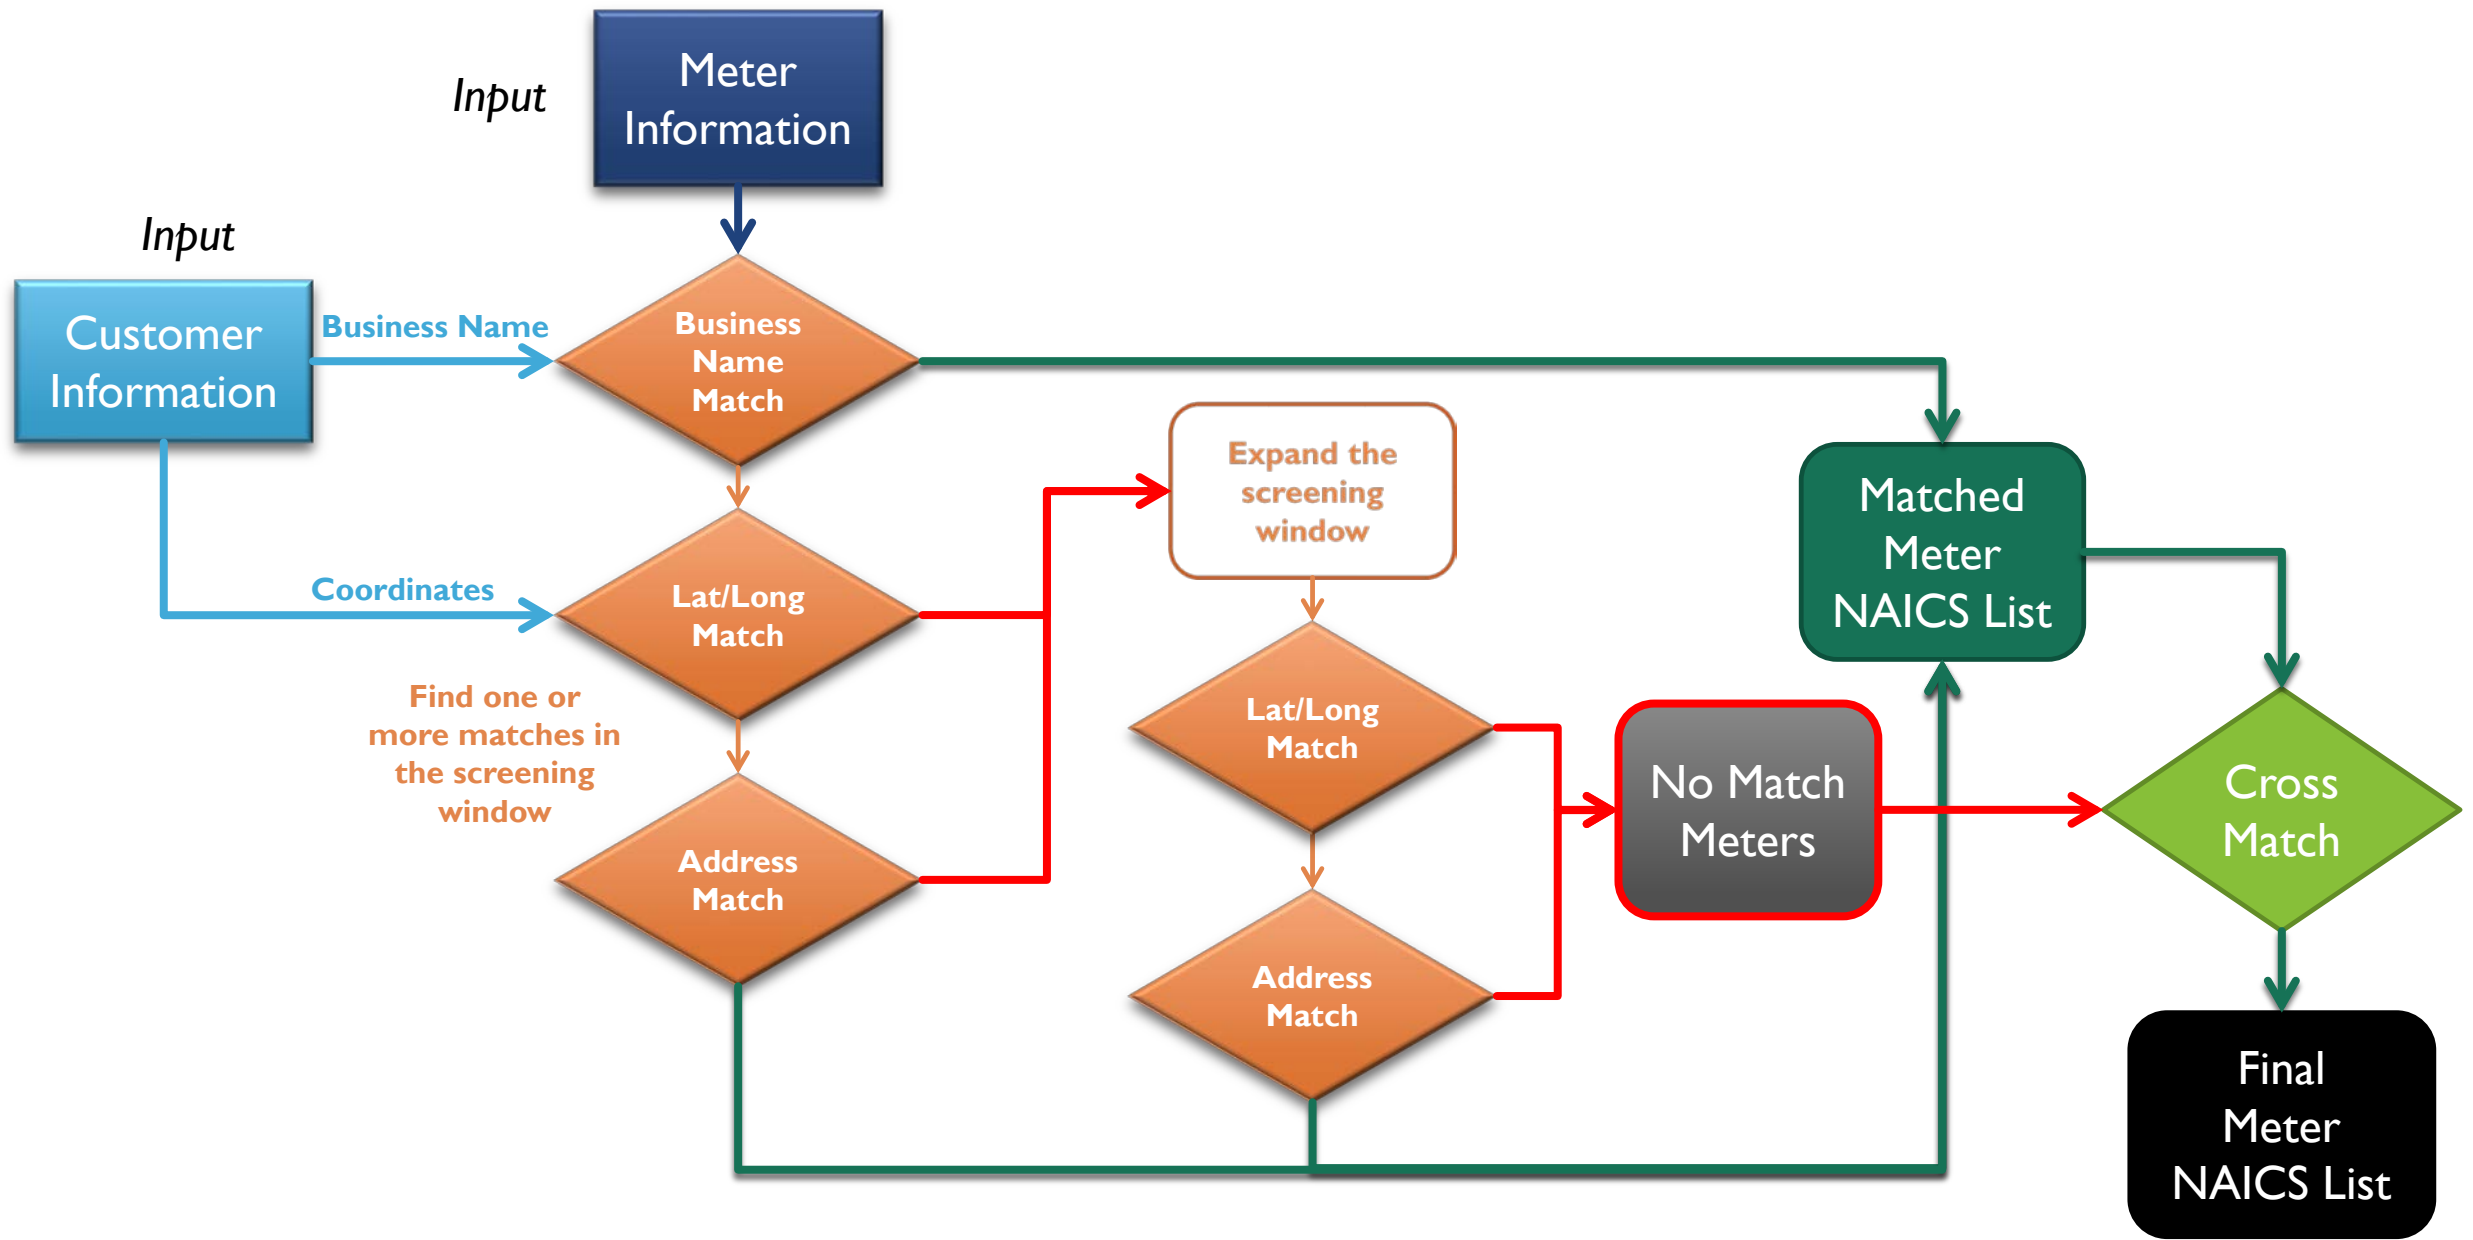 Input
Meter
Information
Input
Customer
Information
Business Name
Business
Name
Match
Coordinates
Lat/Long
Match
Find one or
more matches in
the screening
window
Address
Match
Expand the
screening
window
Lat/Long
Match
Address
Match
No Match
Meters
Matched
Meter
NAICS List
Cross
Match
Final
Meter
NAICS List